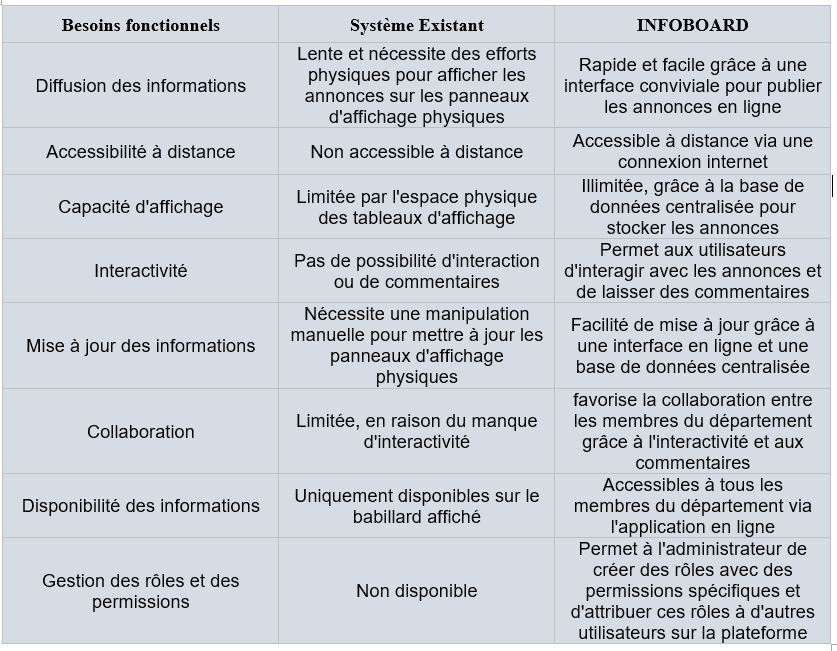 Besoins fonctionnels
Système Existant
INFOBOARD
Diffusion des informations
Lente et nécessite des efforts
physiques pour afficher les
annonces sur les panneaux
d'affichage physiques
Rapide et facile grâce à une
interface conviviale pour publier
les annonces en ligne
Accessibilité à distance
Non accessible à distance
Accessible à distance via une
connexion internet
Capacité d'affichage
Limitée par l'espace physique
des tableaux d'affichage
Illimitée, grâce à la base de
données centralisée pour
stocker les annonces
Interactivité
Pas de possibilité d'interaction
ou de commentaires
Permet aux utilisateurs
d'interagir avec les annonces et
de laisser des commentaires
Mise à jour des informations
Nécessite une manipulation
manuelle pour mettre à jour les
panneaux d'affichage
physiques
Facilité de mise à jour grâce à
une interface en ligne et une
base de données centralisée
Collaboration
Limitée, en raison du manque
d'interactivité
favorise la collaboration entre
les membres du département
grâce à l'interactivité et aux
commentaires
Disponibilité des informations
Uniquement disponibles sur le
babillard affiché
Accessibles à tous les
membres du département via
l'application en ligne
Gestion des rôles et des
permissions
Non disponible
Permet à l'administrateur de
créer des rôles avec des
permissions spécifiques et
d'attribuer ces rôles à d'autres
utilisateurs sur la plateforme